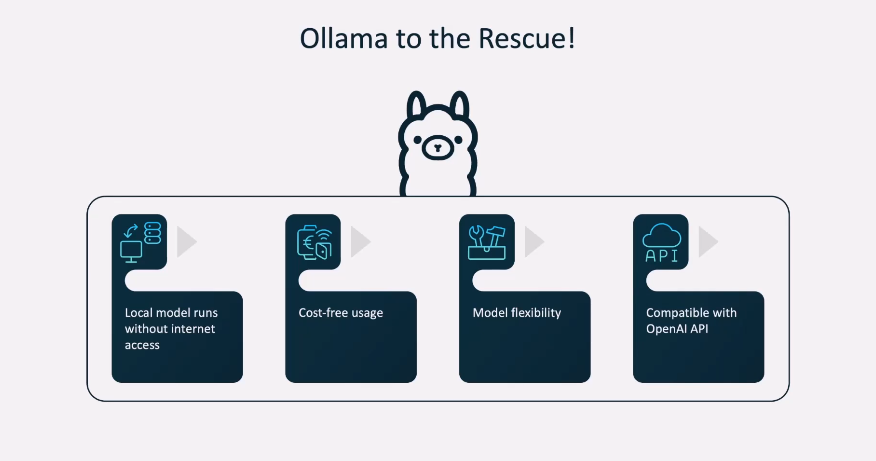 Ollama to the Rescue!
Local model runs
without internet
access
€
Cost-free usage
Model flexibility
API
Compatible with
OpenAI API